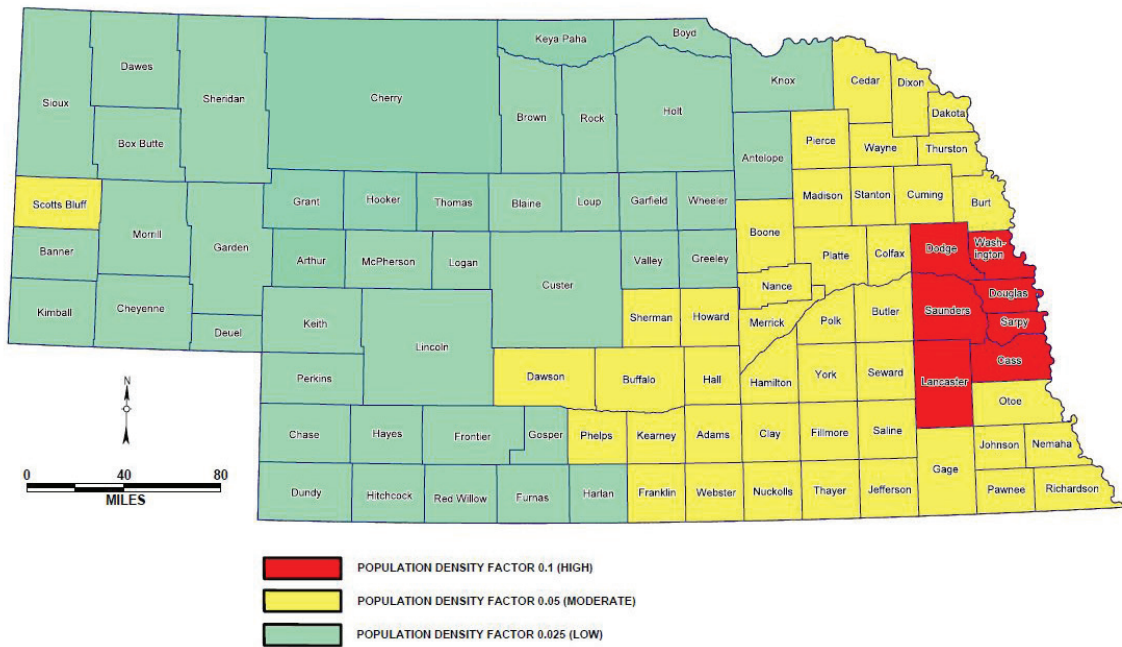 Keya Paha
Boyd
Knox
Cedar
Dixon
Dakota
Sioux
Dawes
Sheridan
Cherry
Brown
Rock
Holt
Box Butte
Antelope
Pierce
Wayne
Thurston
Scotts Bluff
Morrill
Garden
Grant
Hooker
Thomas
Blaine
Loup
Garfield
Wheeler
Madison
Stanton
Cuming
Burt
Banner
Arthur
McPherson
Logan
Custer
Valley
Greeley
Boone
Platte
Colfax
Dodge
Wash-
ington
Kimball
Cheyenne
Deuel
Keith
Lincoln
Sherman
Howard
Nance
Merrick
Polk
Butler
Saunders
Douglas
Sarpy
Cass
Perkins
Dawson
Buffalo
Hall
Hamilton
York
Seward
Lancaster
Otoe
Chase
Hayes
Frontier
Gosper
Phelps
Kearney
Adams
Clay
Fillmore
Saline
Gage
Johnson
Nemaha
Dundy
Hitchcock
Red Willow
Furnas
Harlan
Franklin
Webster
Nuckolls
Thayer
Jefferson
Pawnee
Richardson
N
0 40 80
MILES
POPULATION DENSITY FACTOR 0.1 (HIGH)
POPULATION DENSITY FACTOR 0.05 (MODERATE)
POPULATION DENSITY FACTOR 0.025 (LOW)